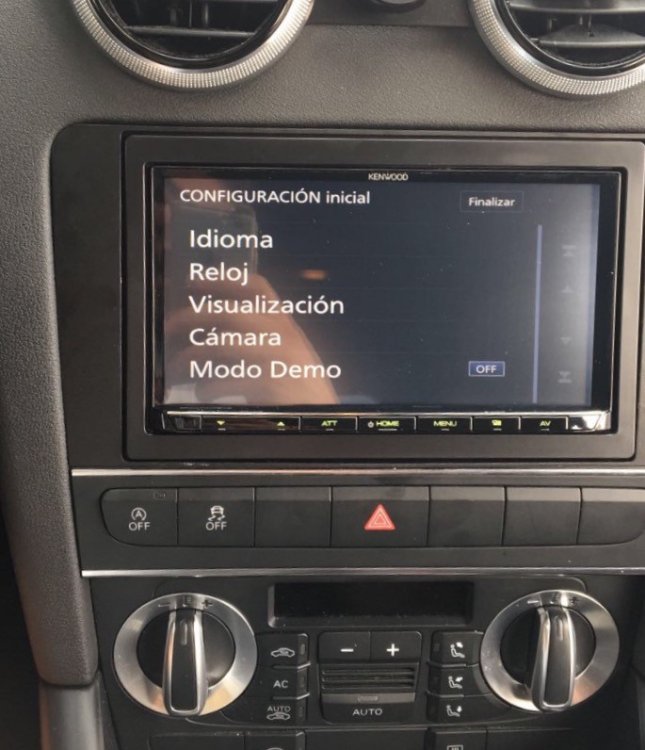 KENWOOD
CONFIGURACIÓN inicial Finalizar
Idioma
Reloj
Visualización
Cámara
Modo Demo OFF
ATT HOME MENU AV
OFF OFF
- +
AC
AUTO AUTO